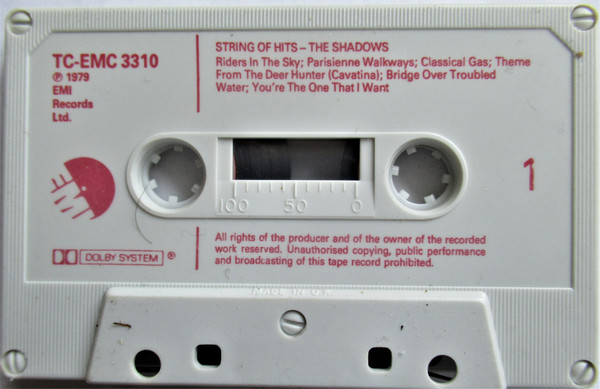 TC-EMC 3310
℗ 1979
EMI
Records
Ltd.
STRING OF HITS – THE SHADOWS
Riders In The Sky; Parisienne Walkways; Classical Gas; Theme
From The Deer Hunter (Cavatina); Bridge Over Troubled
Water; You're The One That I Want
EMI
1
100 50 0
DOLBY SYSTEM ®
All rights of the producer and of the owner of the recorded
work reserved. Unauthorised copying, public performance
and broadcasting of this tape record prohibited.
MADE IN